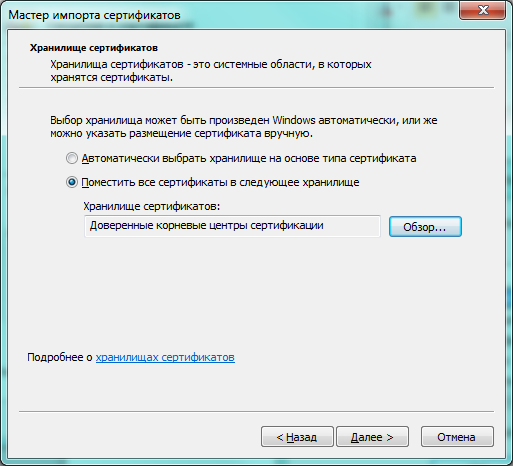 Мастер импорта сертификатов
Хранилище сертификатов
Хранилища сертификатов - это системные области, в которых
хранятся сертификаты.
Выбор хранилища может быть произведен Windows автоматически, или же
можно указать размещение сертификата вручную.
Автоматически выбрать хранилище на основе типа сертификата
Поместить все сертификаты в следующее хранилище
Хранилище сертификатов:
Доверенные корневые центры сертификации
Обзор...
Подробнее о хранилищах сертификатов
< Назад
Далее >
Отмена